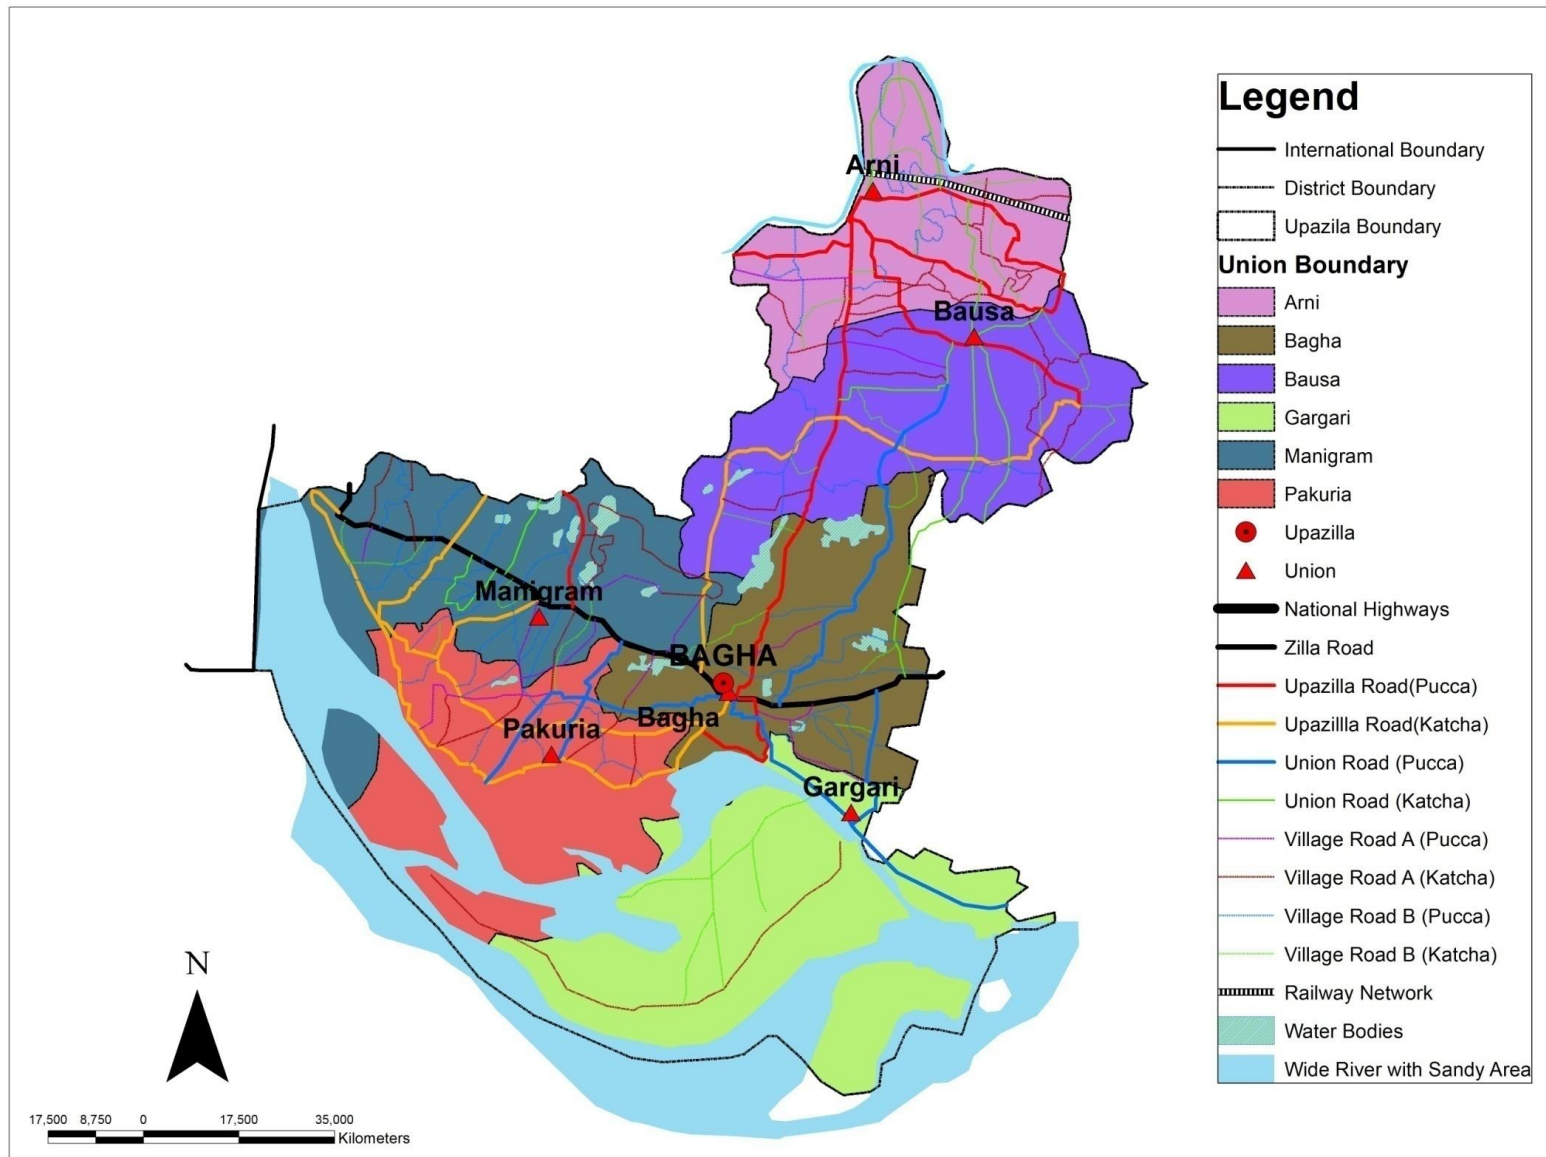 Arni
Bausa
Manigram
BAGHA
Bagha
Pakuria
Gargari
Legend
International Boundary
District Boundary
Upazila Boundary
Union Boundary
Arni
Bagha
Bausa
Gargari
Manigram
Pakuria
Upazilla
Union
National Highways
Zilla Road
Upazilla Road(Pucca)
Upazillla Road(Katcha)
Union Road (Pucca)
Union Road (Katcha)
Village Road A (Pucca)
Village Road A (Katcha)
Village Road B (Pucca)
Village Road B (Katcha)
Railway Network
Water Bodies
Wide River with Sandy Area
N
17,500 8,750 0 17,500 35,000
Kilometers